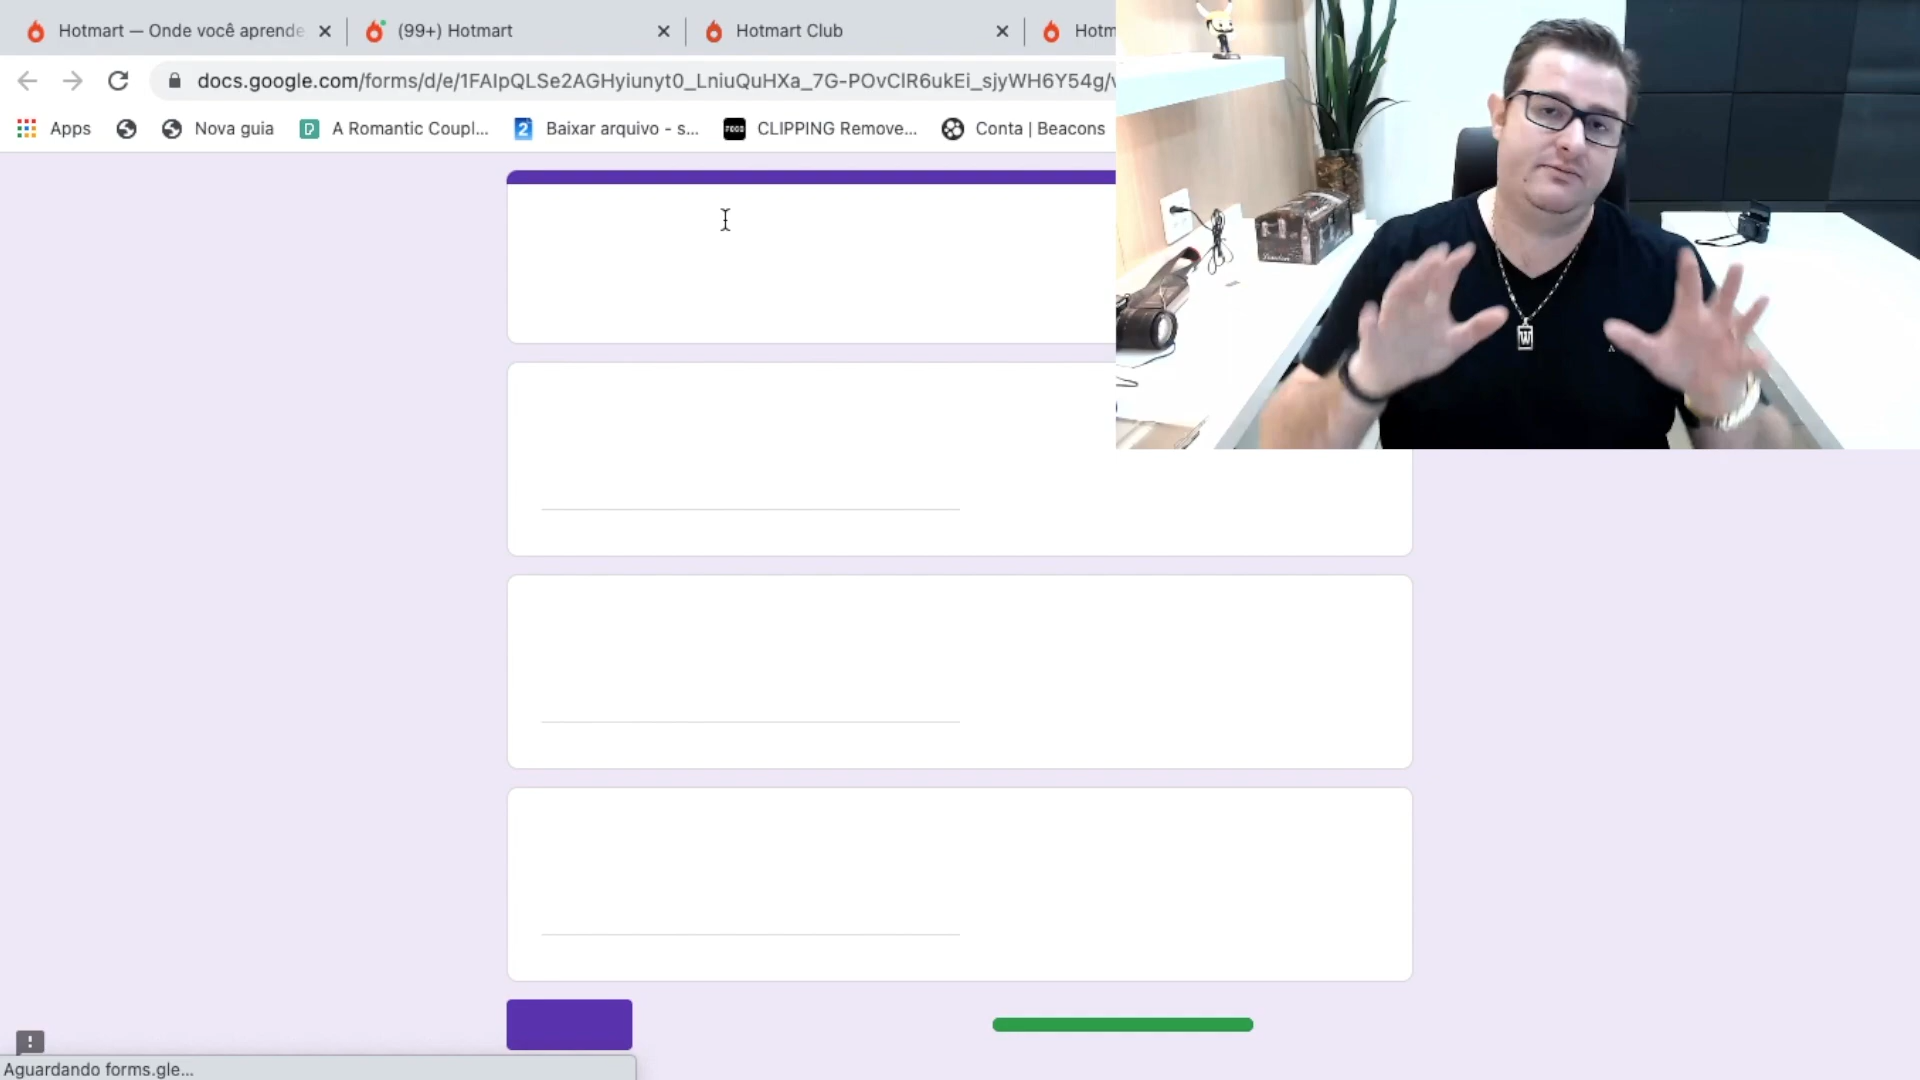 Hotmart — Onde você aprende
(99+) Hotmart
Hotmart Club
Hotm
docs.google.com/forms/d/e/1FAIpQLSe2AGHyiunyt0_LniuQuHXa_7G-POvClR6ukEi_sjyWH6Y54g/v
Apps
Nova guia
A Romantic Coupl...
Baixar arquivo - s...
CLIPPING Remove...
Conta | Beacons
W
Aguardando forms.gle...